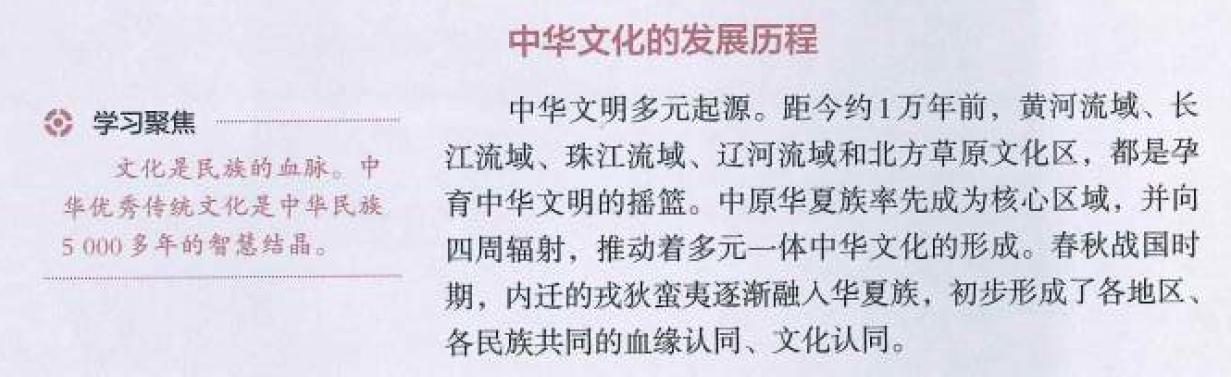 中华文化的发展历程
学习聚焦
文化是民族的血脉。中
华优秀传统文化是中华民族
5 000多年的智慧结晶。
中华文明多元起源。距今约1万年前，黄河流域、长
江流域、珠江流域、辽河流域和北方草原文化区，都是孕
育中华文明的摇篮。中原华夏族率先成为核心区域，并向
四周辐射，推动着多元一体中华文化的形成。春秋战国时
期，内迁的戎狄蛮夷逐渐融入华夏族，初步形成了各地区、
各民族共同的血缘认同、文化认同。